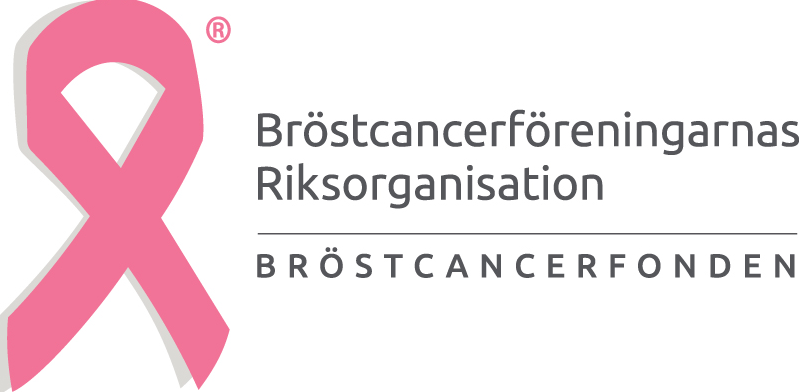 ®
Bröstcancerföreningarnas
Riksorganisation
BRÖSTCANCERFONDEN